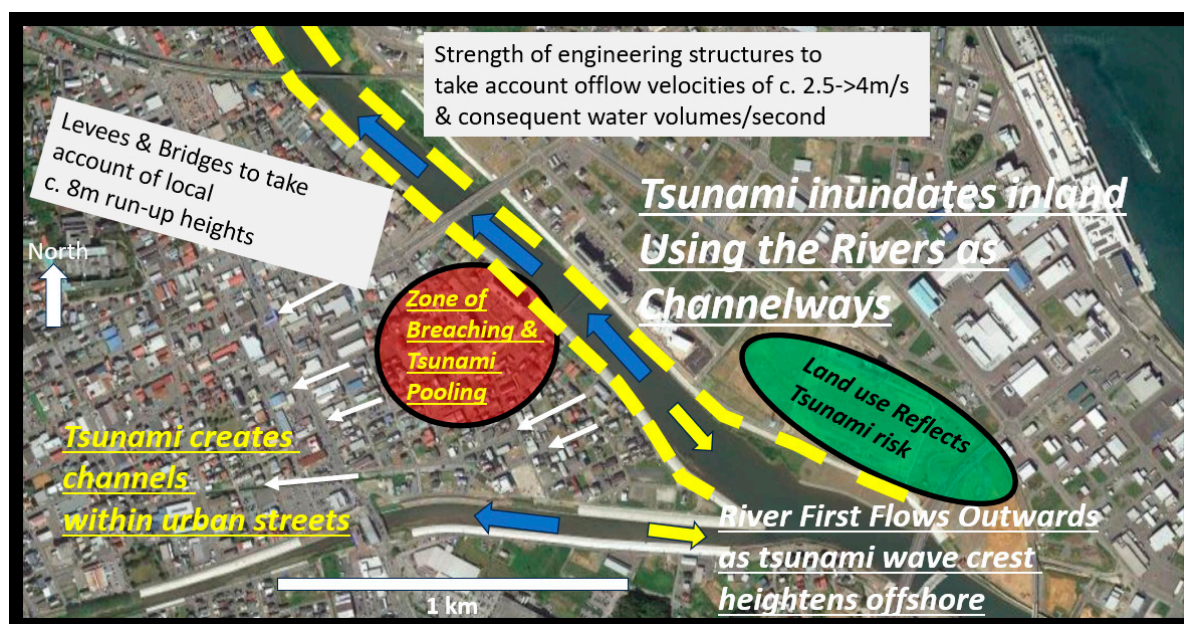 Strength of engineering structures to
take account offlow velocities of c. 2.5->4m/s
& consequent water volumes/second
Levees & Bridges to take
account of local
c. 8m run-up heights
North
Tsunami inundates inland
Using the Rivers as
Channelways
Zone of
Breaching &
Tsunami
Pooling
Land use Reflects
Tsunami risk
Tsunami creates
channels
within urban streets
River First Flows Outwards
as tsunami wave crest
heightens offshore
1 km